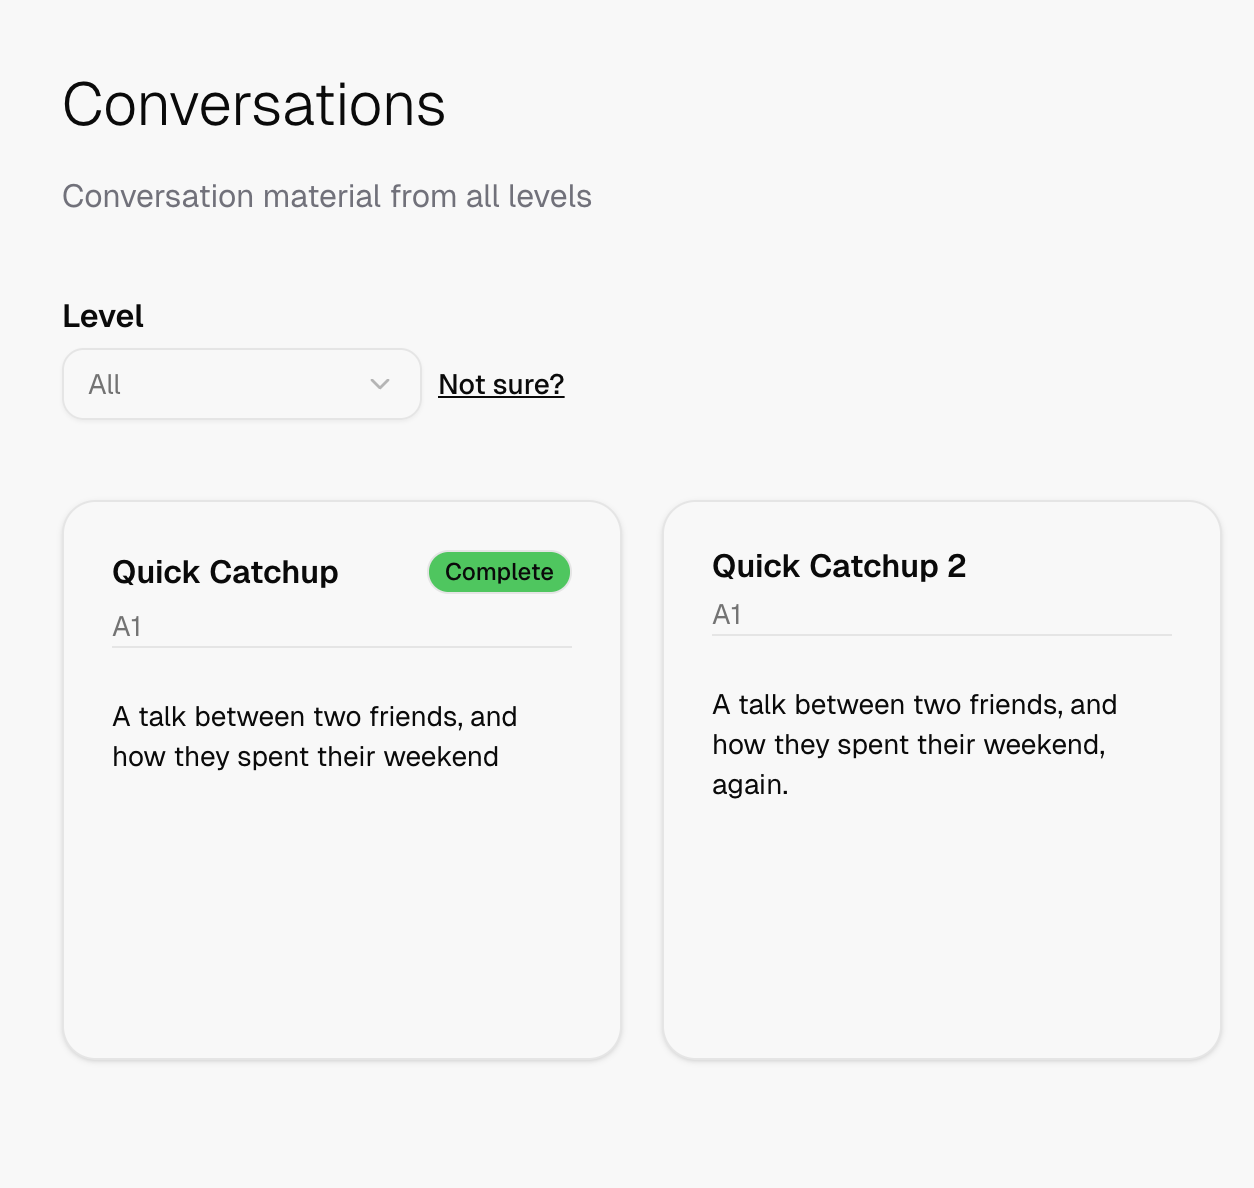 Conversations
Conversation material from all levels
Level
All
Not sure?
Quick Catchup
Complete
A1
A talk between two friends, and
how they spent their weekend
Quick Catchup 2
A1
A talk between two friends, and
how they spent their weekend,
again.